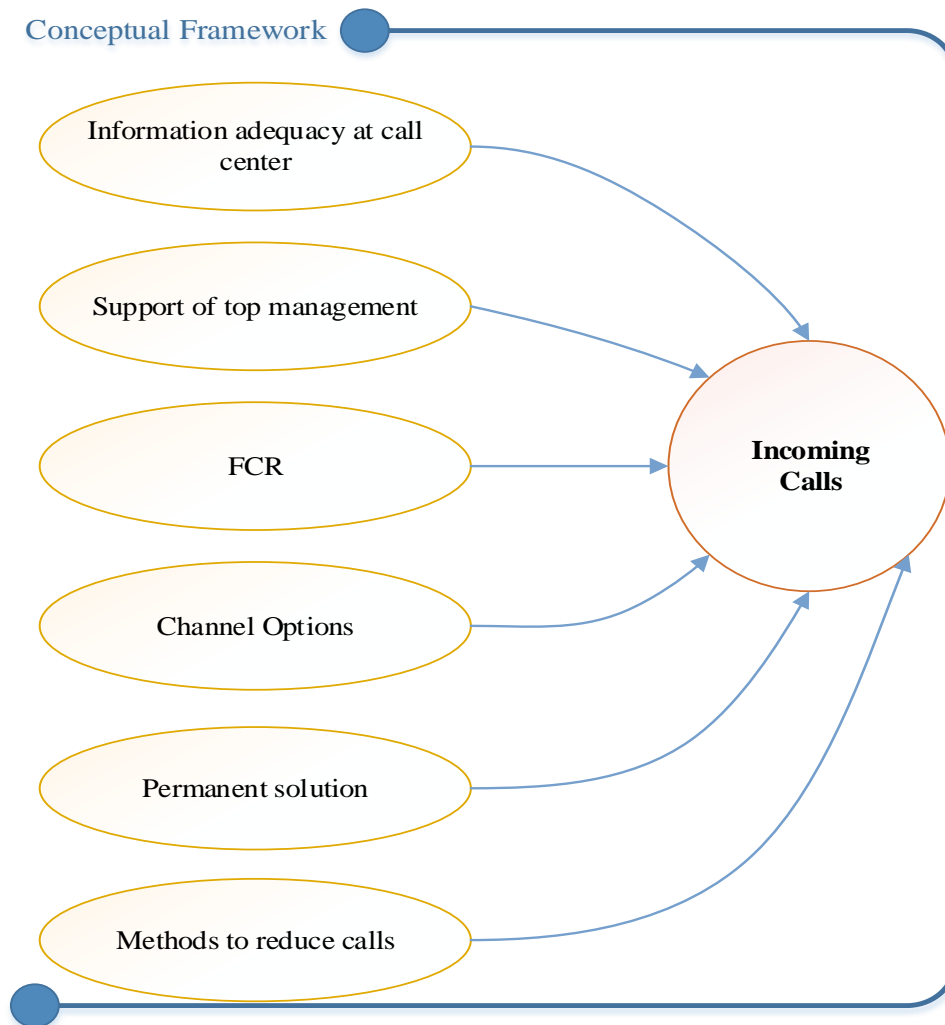 Conceptual Framework
Information adequacy at call
center
Support of top management
FCR
Incoming
Calls
Channel Options
Permanent solution
Methods to reduce calls